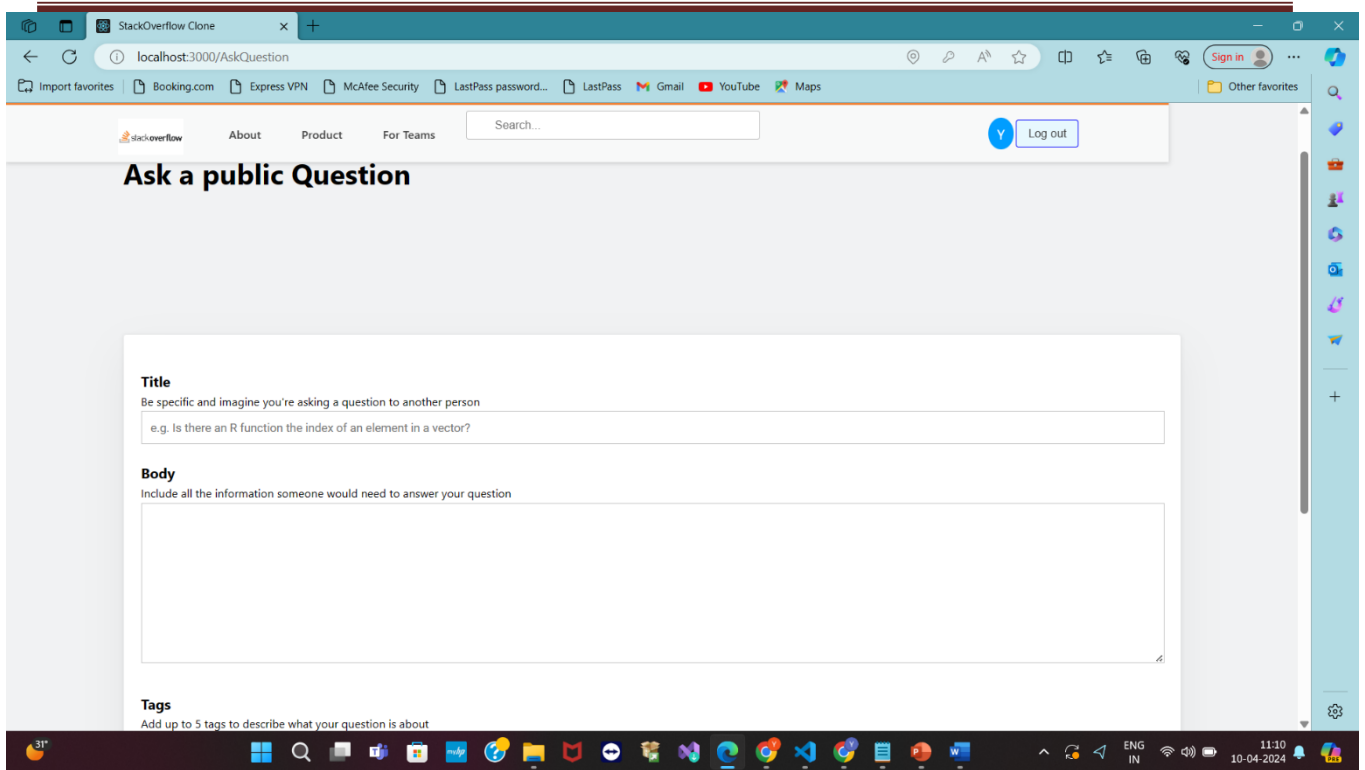 StackOverflow Clone
localhost:3000/AskQuestion
Sign in
Import favorites Booking.com Express VPN McAfee Security LastPass password... LastPass Gmail YouTube Maps Other favorites
stackoverflow About Product For Teams Search... Y Log out
Ask a public Question
Title
Be specific and imagine you're asking a question to another person
e.g. Is there an R function the index of an element in a vector?
Body
Include all the information someone would need to answer your question
Tags
Add up to 5 tags to describe what your question is about
31° ENG 11:10
IN 10-04-2024